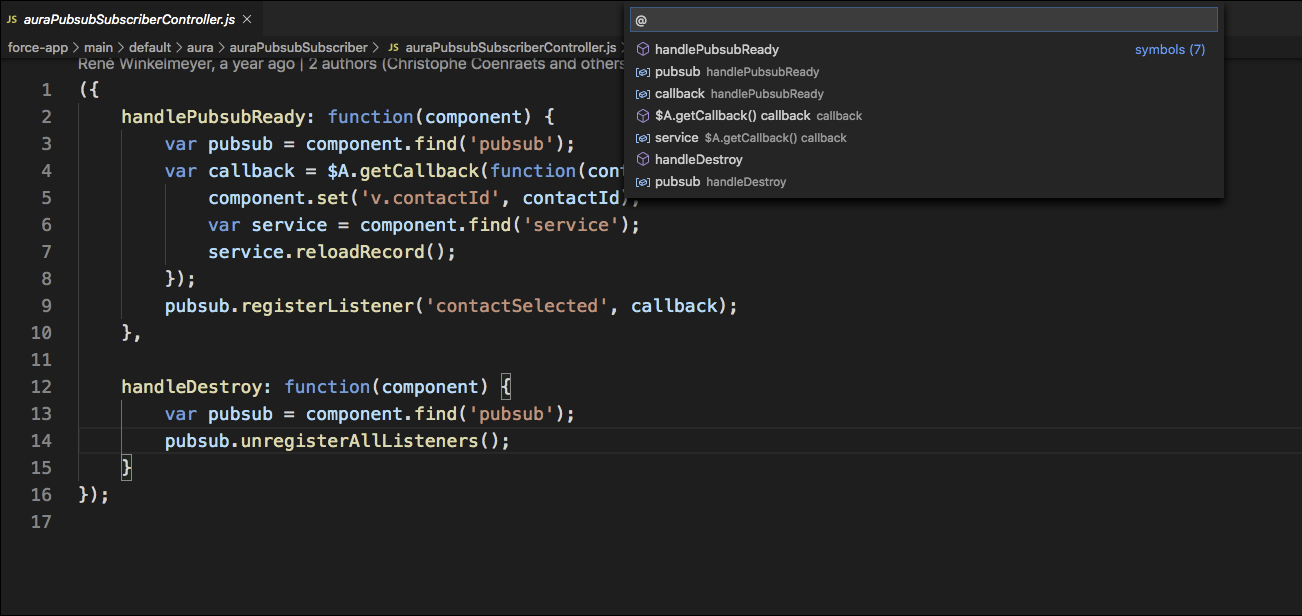 JS auraPubsubSubscriberController.js ×
force-app > main > default > aura > auraPubsubSubscriber > JS auraPubsubSubscriberController.js >
René Winkelmeyer, a year ago | 2 authors (Christophe Coenraets and others
@
handlePubsubReady symbols (7)
pubsub handlePubsubReady
callback handlePubsubReady
$A.getCallback() callback callback
service $A.getCallback() callback
handleDestroy
pubsub handleDestroy
1 ({
2 handlePubsubReady: function(component) {
3 var pubsub = component.find('pubsub');
4 var callback = $A.getCallback(function(cont
5 component.set('v.contactId', contactId);
6 var service = component.find('service');
7 service.reloadRecord();
8 });
9 pubsub.registerListener('contactSelected', callback);
10 },
11
12 handleDestroy: function(component) {
13 var pubsub = component.find('pubsub');
14 pubsub.unregisterAllListeners();
15 }
16 });
17